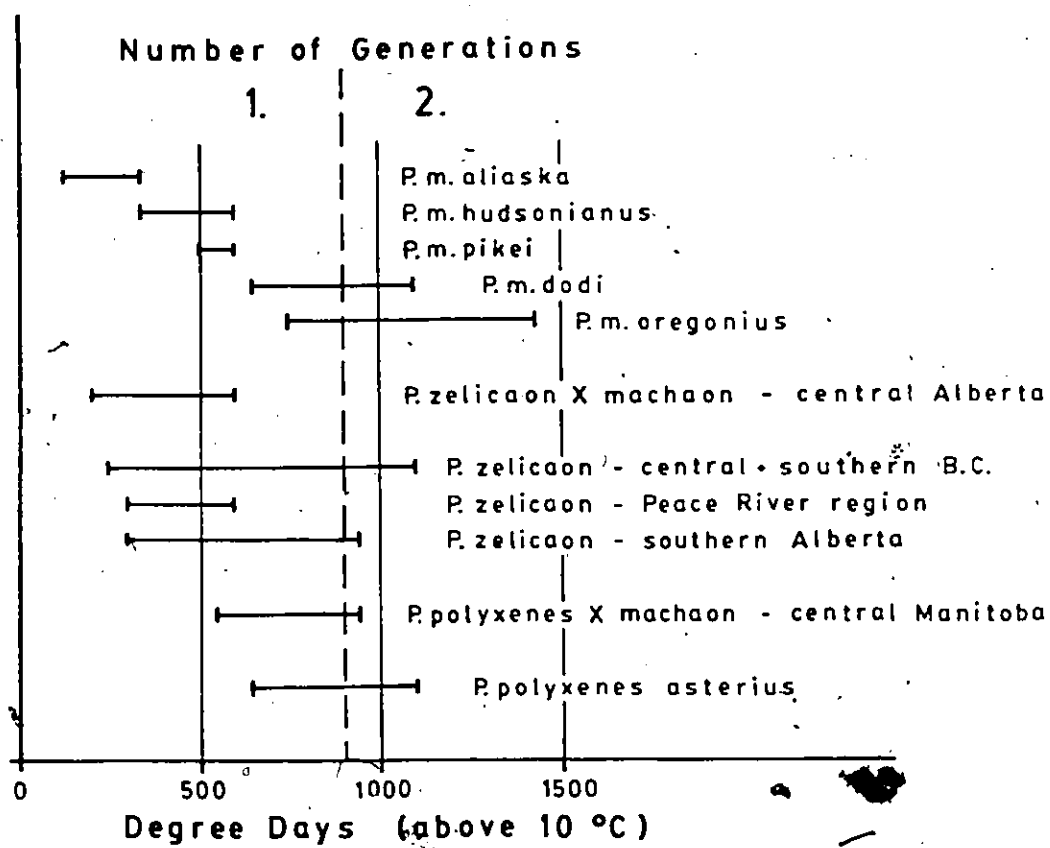 Number of Generations
1. 2.
P.m.aliaska
P.m.hudsonianus
P.m.pikei
P.m.dodi
P.m.oregonius
P.zelicaon X machaon - central Alberta
P. zelicaon - central + southern B.C.
P. zelicaon - Peace River region
P. zelicaon - southern Alberta
P.polyxenes X machaon - central Manitoba
P.polyxenes asterius
0 500 1000 1500
Degree Days (above 10 °C)